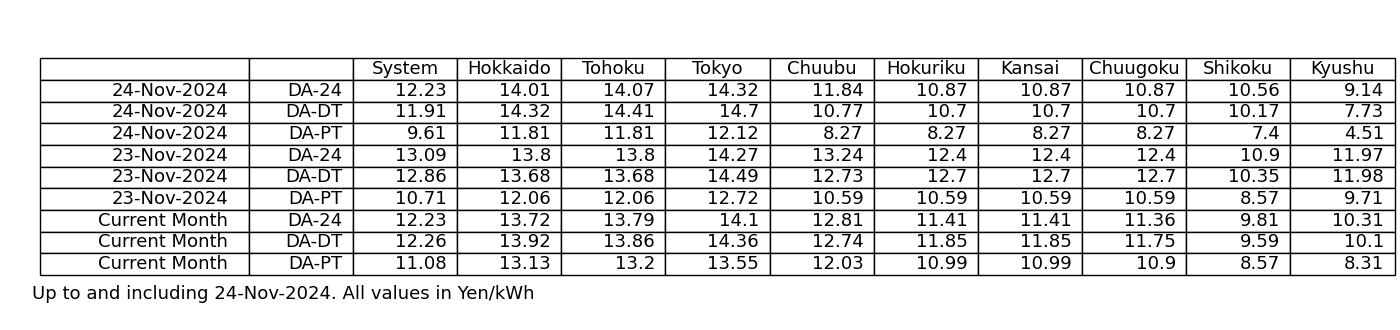 System Hokkaido Tohoku Tokyo Chuubu Hokuriku Kansai Chuugoku Shikoku Kyushu
24-Nov-2024 DA-24 12.23 14.01 14.07 14.32 11.84 10.87 10.87 10.87 10.56 9.14
24-Nov-2024 DA-DT 11.91 14.32 14.41 14.7 10.77 10.7 10.7 10.7 10.17 7.73
24-Nov-2024 DA-PT 9.61 11.81 11.81 12.12 8.27 8.27 8.27 8.27 7.4 4.51
23-Nov-2024 DA-24 13.09 13.8 13.8 14.27 13.24 12.4 12.4 12.4 10.9 11.97
23-Nov-2024 DA-DT 12.86 13.68 13.68 14.49 12.73 12.7 12.7 12.7 10.35 11.98
23-Nov-2024 DA-PT 10.71 12.06 12.06 12.72 10.59 10.59 10.59 10.59 8.57 9.71
Current Month DA-24 12.23 13.72 13.79 14.1 12.81 11.41 11.41 11.36 9.81 10.31
Current Month DA-DT 12.26 13.92 13.86 14.36 12.74 11.85 11.85 11.75 9.59 10.1
Current Month DA-PT 11.08 13.13 13.2 13.55 12.03 10.99 10.99 10.9 8.57 8.31
Up to and including 24-Nov-2024. All values in Yen/kWh